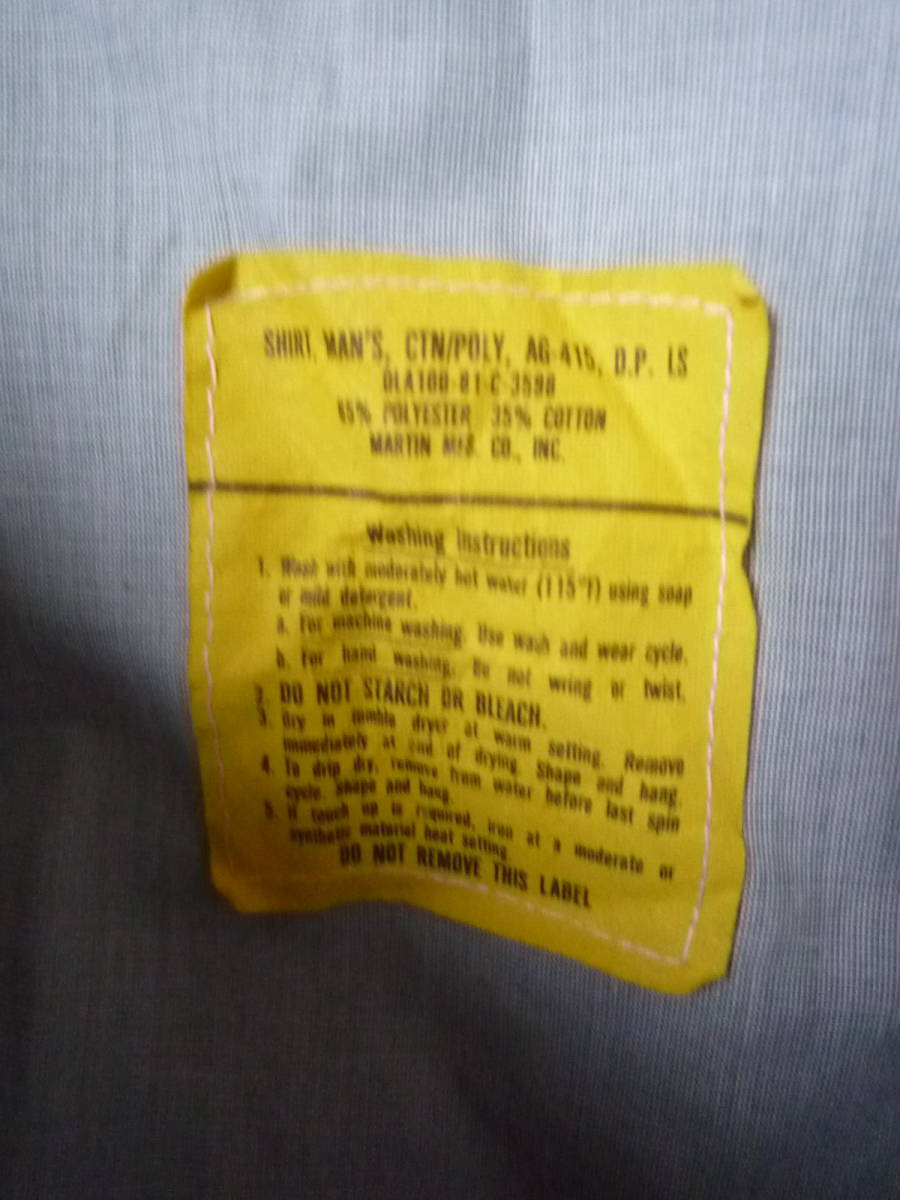 SHIRT, MAN'S, CTN/POLY, AG-415, D.P. LS
DLA100-81-C-3598
65% POLYESTER 35% COTTON
MARTIN MFG. CO., INC.
Washing Instructions
1. Wash with moderately hot water (115°F) using soap
or mild detergent.
a. For machine washing. Use wash and wear cycle.
b. For hand washing. Do not wring or twist.
2. DO NOT STARCH OR BLEACH.
3. Dry in tumble dryer at warm setting. Remove
immediately at end of drying. Shape and hang.
4. To drip dry, remove from water before last spin
cycle. Shape and hang.
5. If touch up is required, iron at a moderate or
synthetic material heat setting.
DO NOT REMOVE THIS LABEL